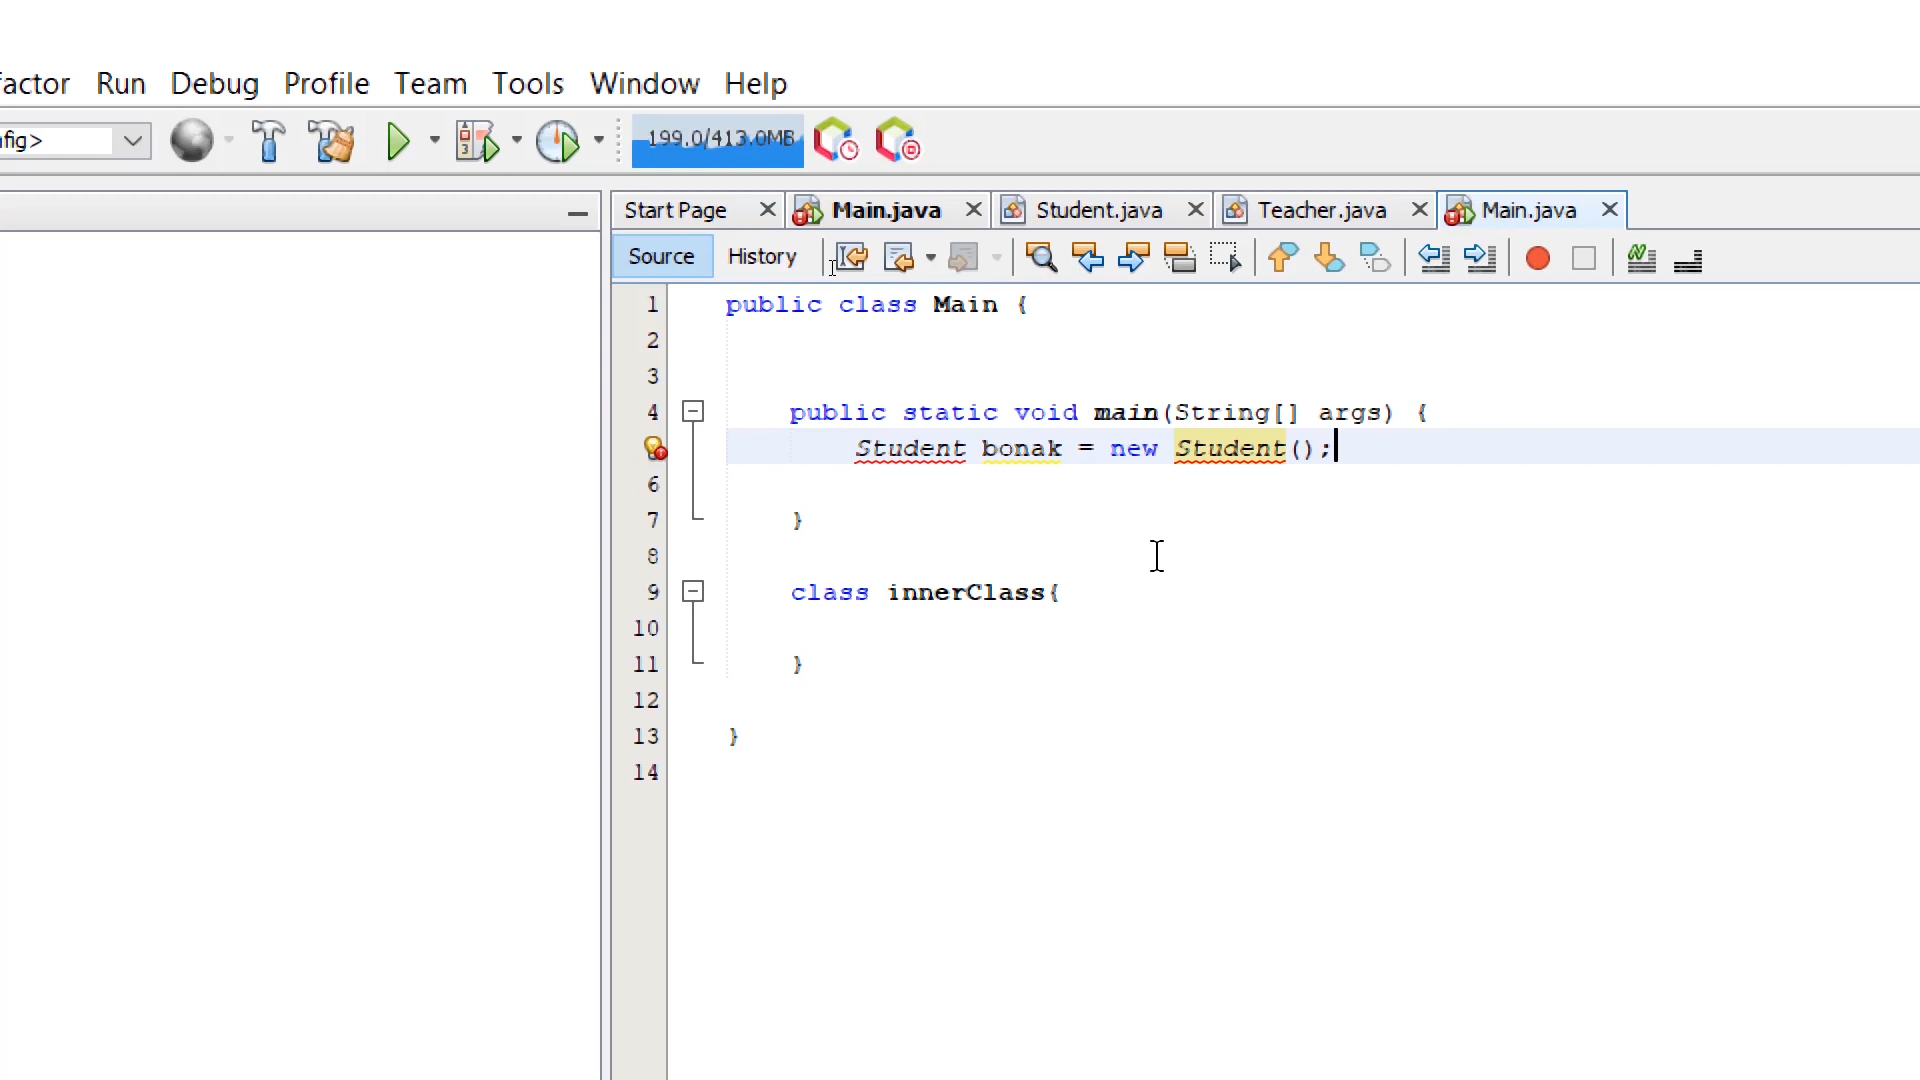 factor Run Debug Profile Team Tools Window Help
fig> 199.0/413.0MB
Start Page Main.java Student.java Teacher.java Main.java
Source History
1 public class Main {
2
3
4 public static void main(String[] args) {
Student bonak = new Student();
6
7 }
8
9 class innerClass{
10
11 }
12
13 }
14